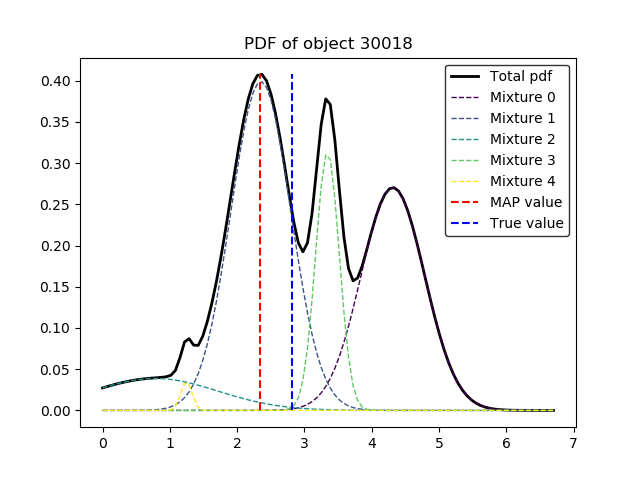 PDF of object 30018
Total pdf
Mixture 0
Mixture 1
Mixture 2
Mixture 3
Mixture 4
MAP value
True value
0.40
0.35
0.30
0.25
0.20
0.15
0.10
0.05
0.00
0 1 2 3 4 5 6 7